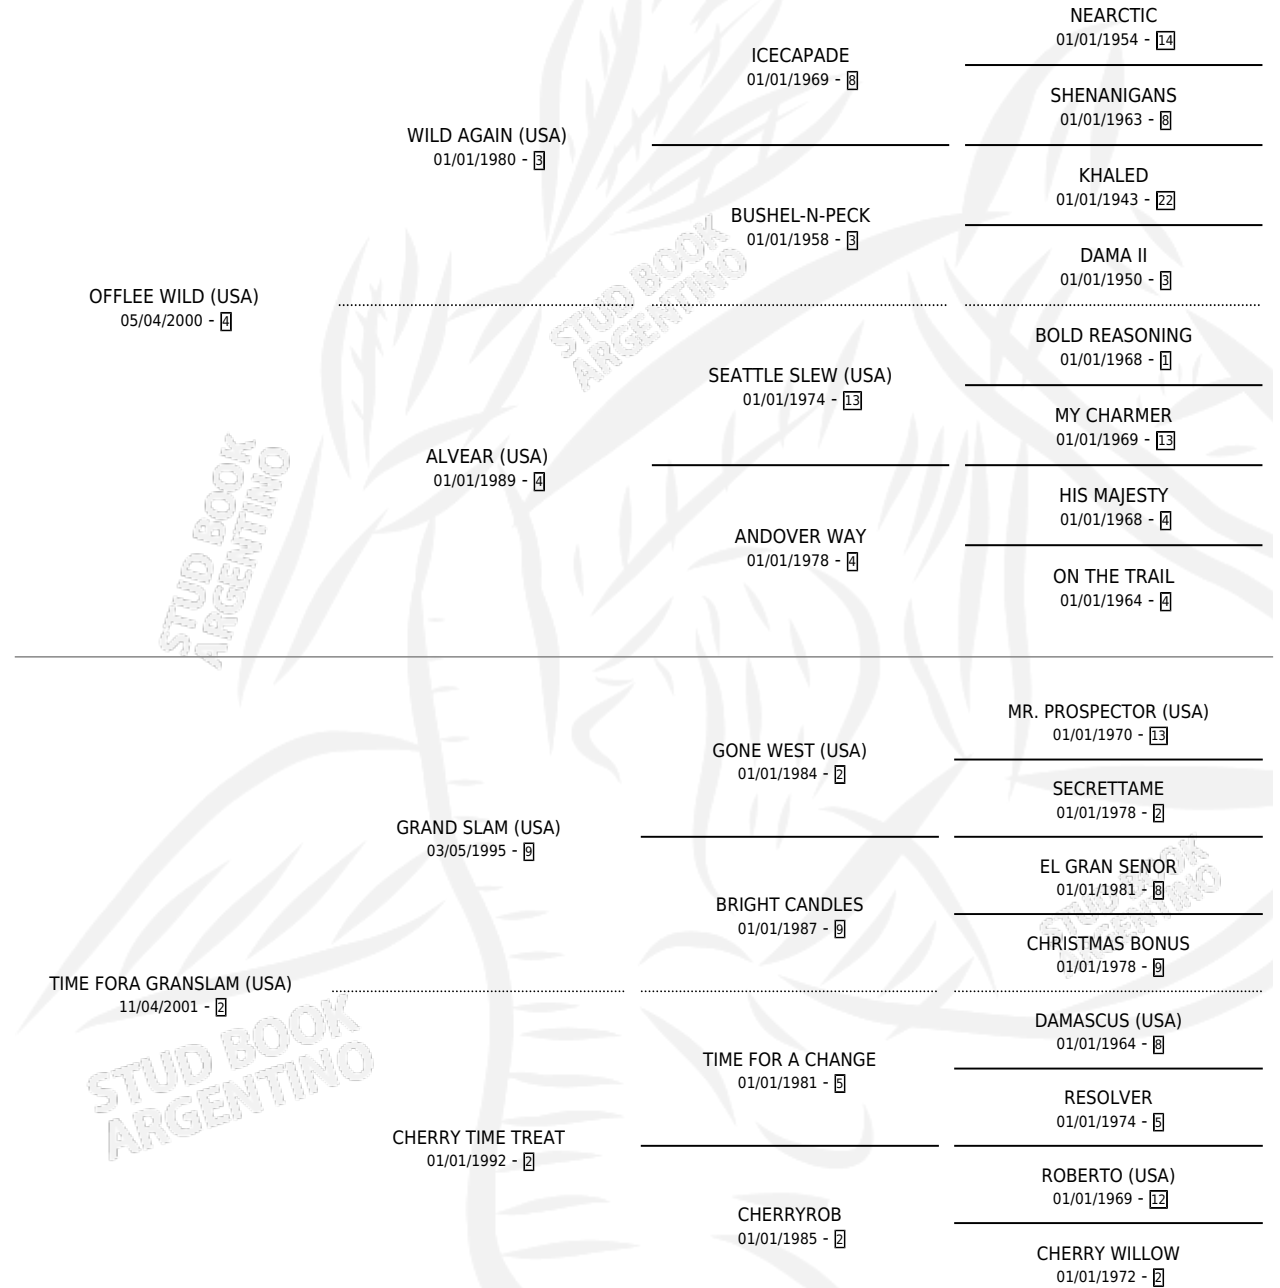 NEARCTIC
01/01/1954 - 14
ICECAPADE
01/01/1969 - 8
SHENANIGANS
01/01/1963 - 8
WILD AGAIN (USA)
01/01/1980 - 3
KHALED
01/01/1943 - 22
BUSHEL-N-PECK
01/01/1958 - 3
DAMA II
01/01/1950 - 3
OFFLEE WILD (USA)
05/04/2000 - 4
STUD BOOK
ARGENTINO
BOLD REASONING
01/01/1968 - 1
SEATTLE SLEW (USA)
01/01/1974 - 13
MY CHARMER
01/01/1969 - 13
ALVEAR (USA)
01/01/1989 - 4
HIS MAJESTY
01/01/1968 - 4
ANDOVER WAY
01/01/1978 - 4
ON THE TRAIL
01/01/1964 - 4
STUD BOOK
ARGENTINO
MR. PROSPECTOR (USA)
01/01/1970 - 13
GONE WEST (USA)
01/01/1984 - 2
SECRETTAME
01/01/1978 - 2
GRAND SLAM (USA)
03/05/1995 - 9
EL GRAN SENOR
01/01/1981 - 8
BRIGHT CANDLES
01/01/1987 - 9
STUD BOOK
ARGENTINO
CHRISTMAS BONUS
01/01/1978 - 9
TIME FORA GRANSLAM (USA)
11/04/2001 - 2
STUD BOOK
ARGENTINO
DAMASCUS (USA)
01/01/1964 - 8
TIME FOR A CHANGE
01/01/1981 - 5
RESOLVER
01/01/1974 - 5
CHERRY TIME TREAT
01/01/1992 - 2
ROBERTO (USA)
01/01/1969 - 12
CHERRYROB
01/01/1985 - 2
CHERRY WILLOW
01/01/1972 - 2